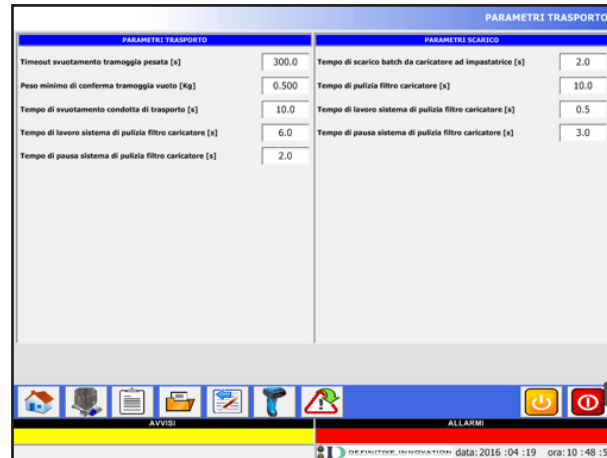 PARAMETRI TRASPORTO
PARAMETRI TRASPORTO
Timeout svuotamento tramoggia pesata [s] 300.0
Peso minimo di conferma tramoggia vuoto [Kg] 0.500
Tempo di svuotamento condotta di trasporto [s] 10.0
Tempo di lavoro sistema di pulizia filtro caricatore [s] 6.0
Tempo di pausa sistema di pulizia filtro caricatore [s] 2.0
PARAMETRI SCARICO
Tempo di scarico batch da caricatore ad impastatrice [s] 2.0
Tempo di pulizia filtro caricatore [s] 10.0
Tempo di lavoro sistema di pulizia filtro caricatore [s] 0.5
Tempo di pausa sistema di pulizia filtro caricatore [s] 3.0
AVVISI
ALLARMI
DEFINITIVE INNOVATION data:2016 :04 :19 ora:10 :48 :5